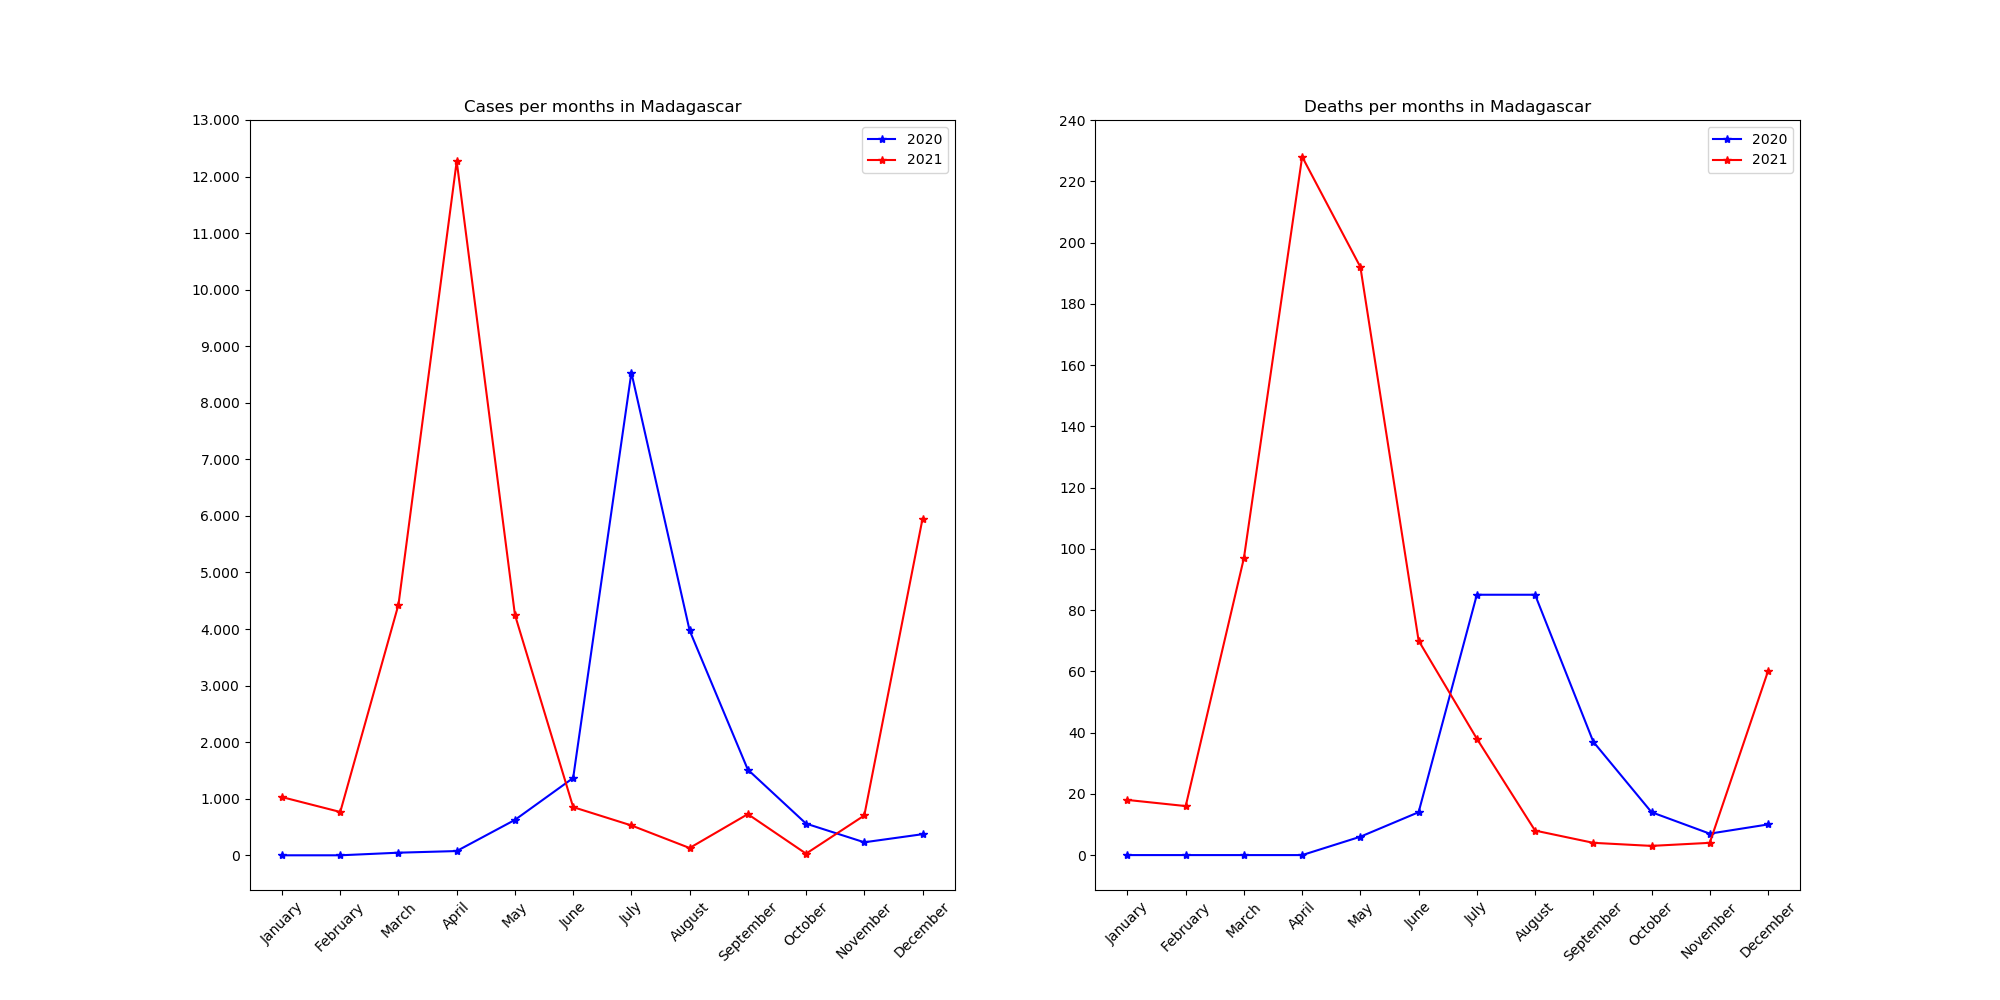 Cases per months in Madagascar
13.000
12.000
11.000
10.000
9.000
8.000
7.000
6.000
5.000
4.000
3.000
2.000
1.000
0
2020
2021
January
February
March
April
May
June
July
August
September
October
November
December
Deaths per months in Madagascar
240
220
200
180
160
140
120
100
80
60
40
20
0
2020
2021
January
February
March
April
May
June
July
August
September
October
November
December